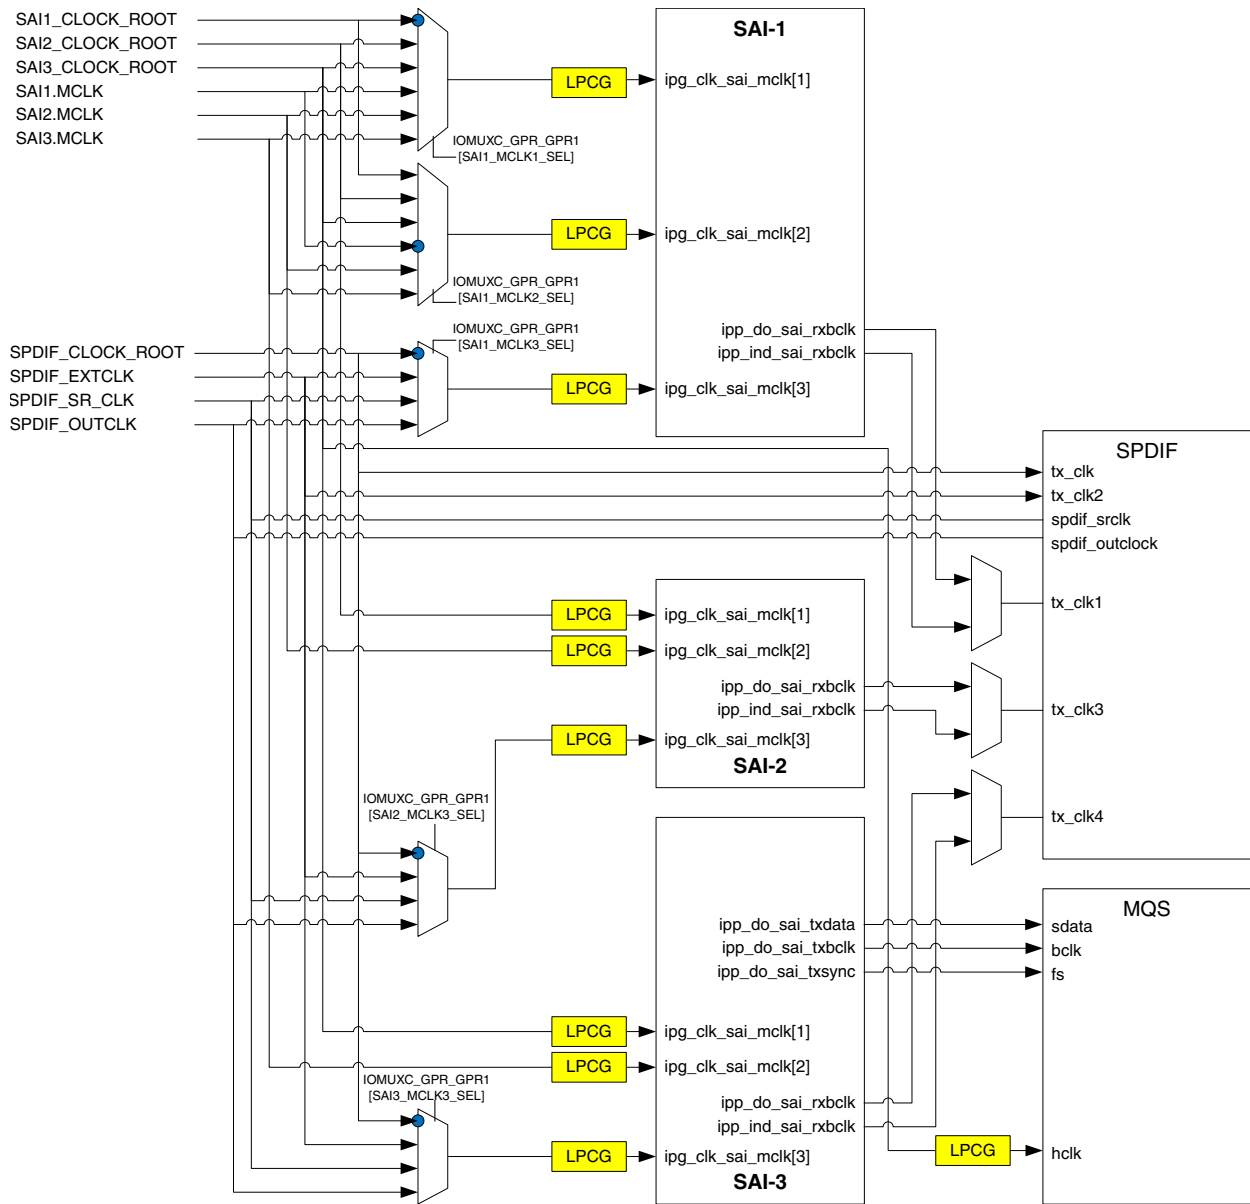 SAI1_CLOCK_ROOT
SAI2_CLOCK_ROOT
SAI3_CLOCK_ROOT
SAI1.MCLK
SAI2.MCLK
SAI3.MCLK
IOMUXC_GPR_GPR1
[SAI1_MCLK1_SEL]
LPCG
SAI-1
ipg_clk_sai_mclk[1]
IOMUXC_GPR_GPR1
[SAI1_MCLK2_SEL]
LPCG
ipg_clk_sai_mclk[2]
SPDIF_CLOCK_ROOT
SPDIF_EXTCLK
SPDIF_SR_CLK
SPDIF_OUTCLK
IOMUXC_GPR_GPR1
[SAI1_MCLK3_SEL]
LPCG
ipp_do_sai_rxbclk
ipp_ind_sai_rxbclk
ipg_clk_sai_mclk[3]
SPDIF
tx_clk
tx_clk2
spdif_srclk
spdif_outclock
tx_clk1
tx_clk3
tx_clk4
LPCG
ipg_clk_sai_mclk[1]
LPCG
ipg_clk_sai_mclk[2]
ipp_do_sai_rxbclk
ipp_ind_sai_rxbclk
LPCG
ipg_clk_sai_mclk[3]
SAI-2
IOMUXC_GPR_GPR1
[SAI2_MCLK3_SEL]
ipp_do_sai_txdata
ipp_do_sai_txbclk
ipp_do_sai_txsync
LPCG
ipg_clk_sai_mclk[1]
LPCG
ipg_clk_sai_mclk[2]
IOMUXC_GPR_GPR1
[SAI3_MCLK3_SEL]
ipp_do_sai_rxbclk
ipp_ind_sai_rxbclk
LPCG
ipg_clk_sai_mclk[3]
SAI-3
MQS
sdata
bclk
fs
LPCG
hclk